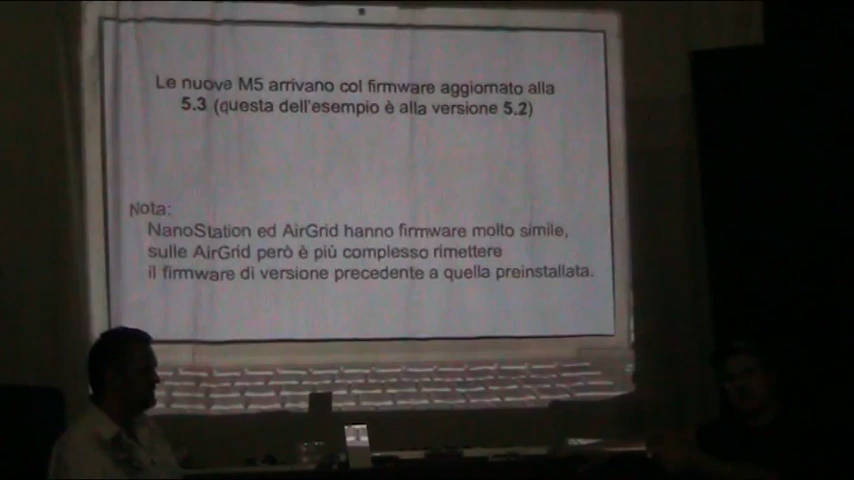 Le nuove M5 arrivano col firmware aggiornato alla
5.3 (questa dell'esempio è alla versione 5.2)
Nota:
NanoStation ed AirGrid hanno firmware molto simile,
sulle AirGrid però è più complesso rimettere
il firmware di versione precedente a quella preinstallata.